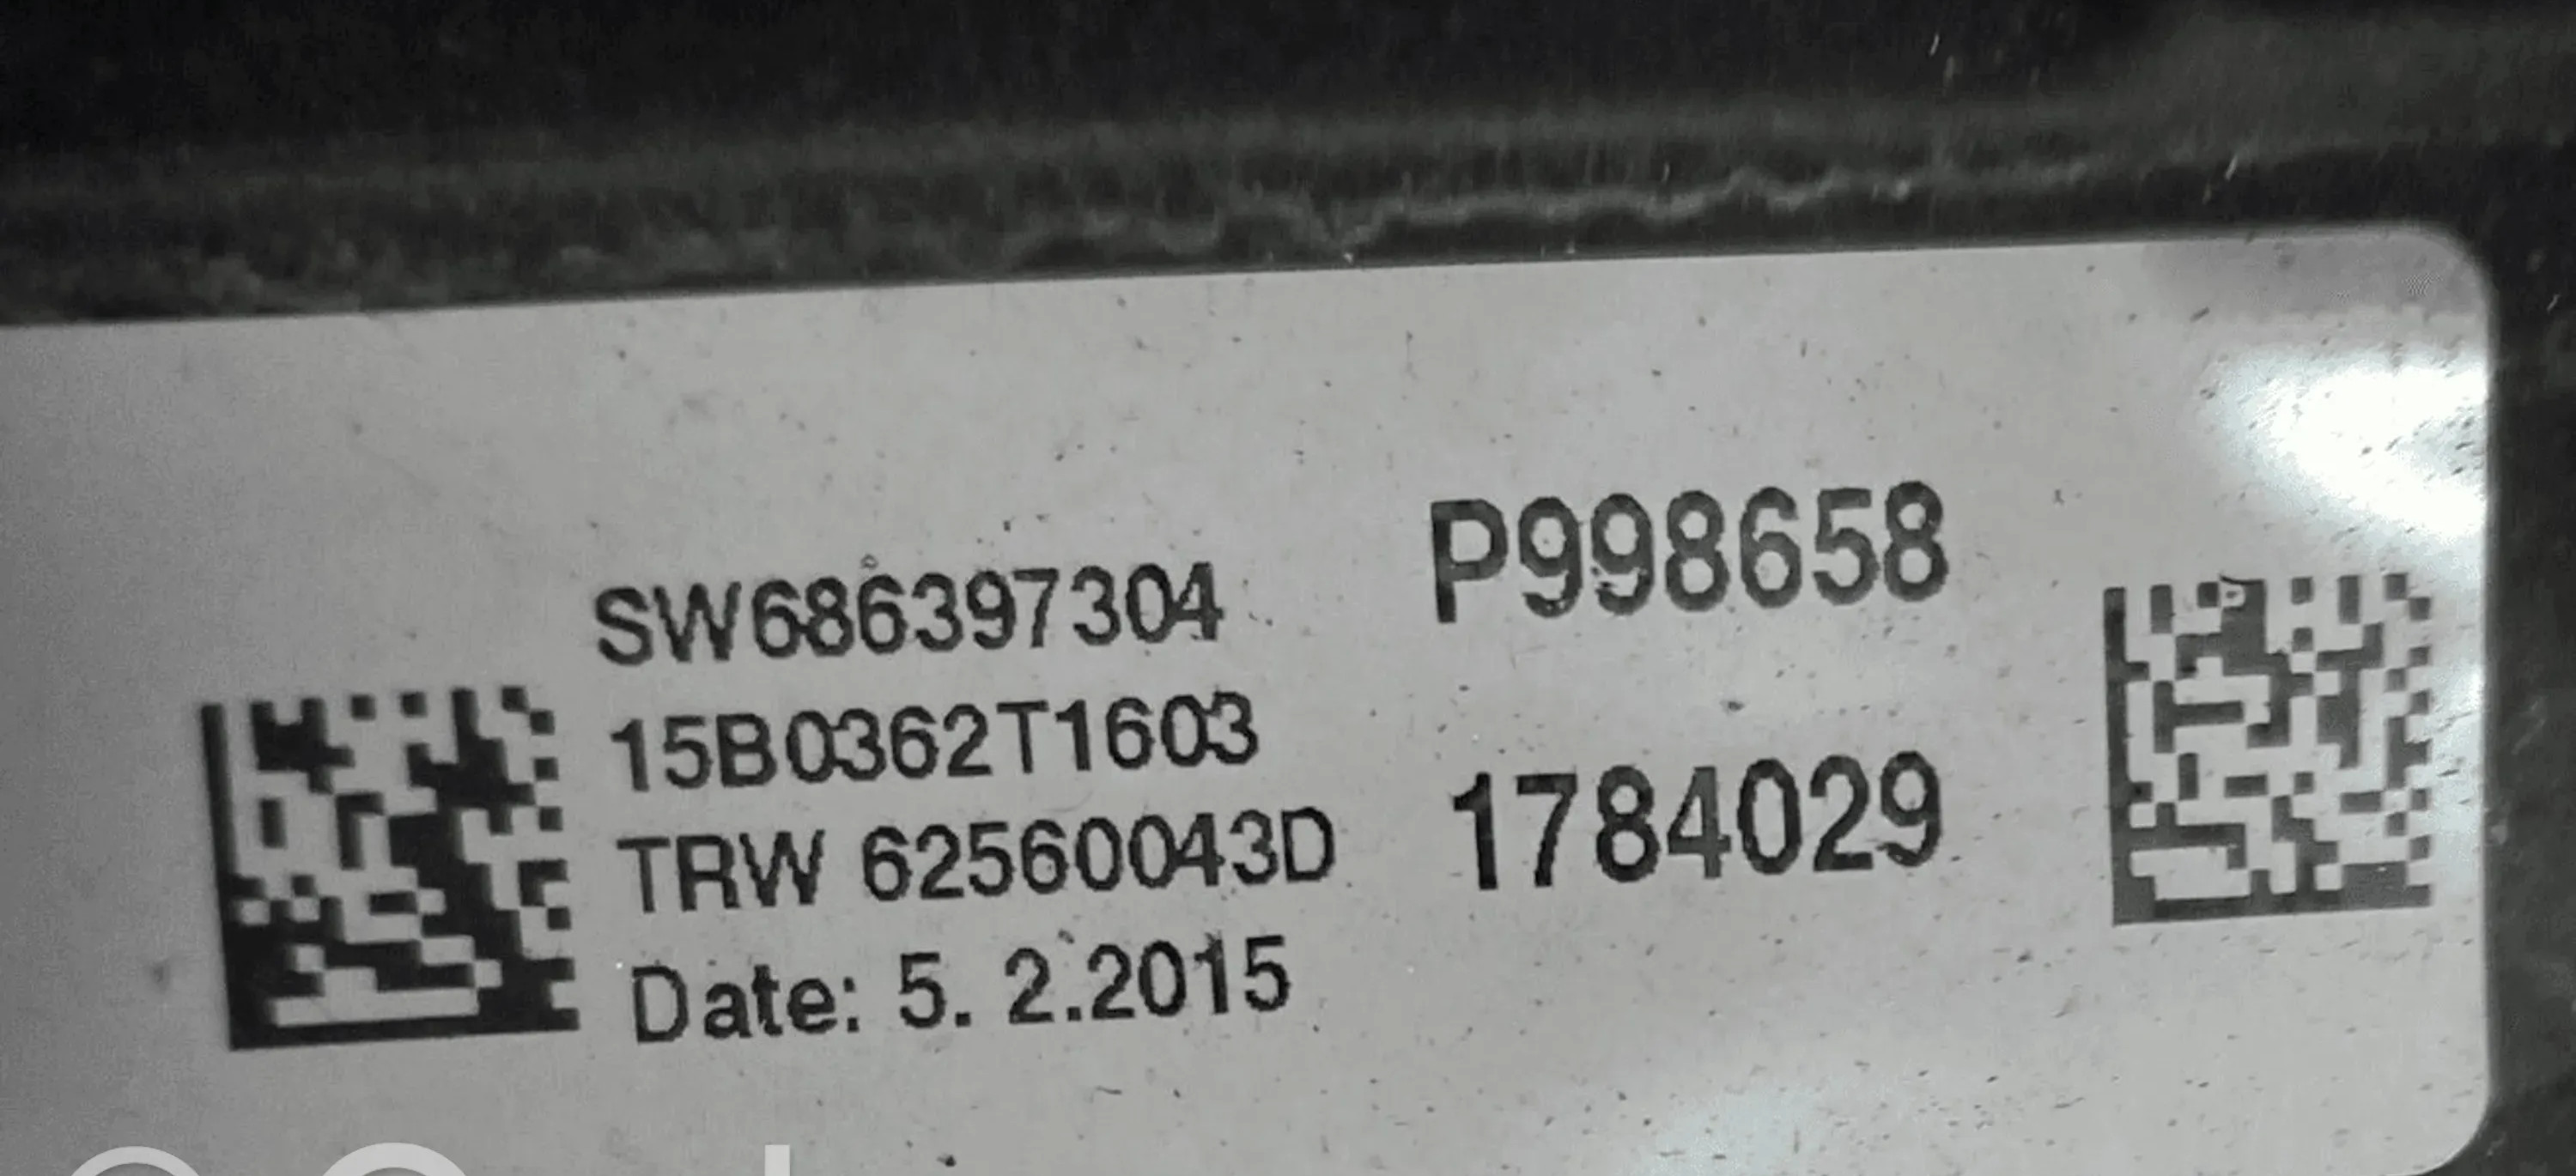 SW686397304
15B0362T1603
TRW 62560043D
Date: 5. 2.2015
P998658
1784029